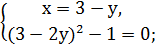 x = 3 − y,
(3 − 2y)² − 1 = 0;